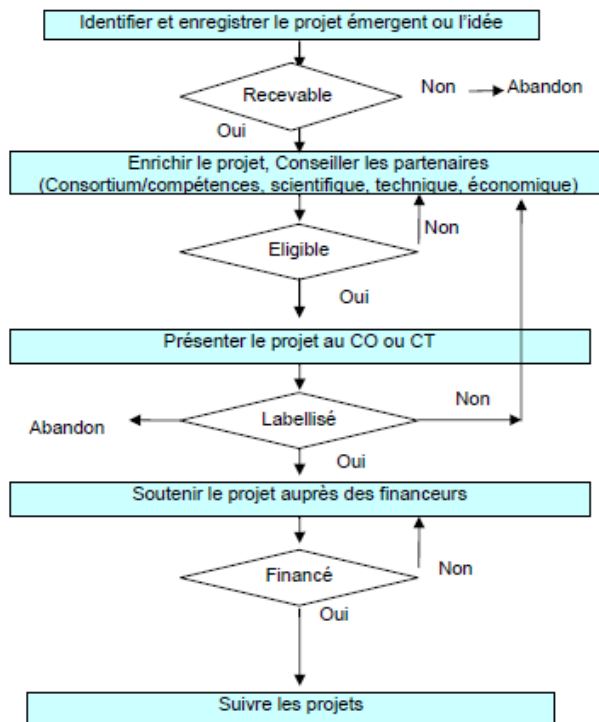 Identifier et enregistrer le projet émergent ou l'idée
Recevable
Non
Abandon
Oui
Enrichir le projet, Conseiller les partenaires
(Consortium/compétences, scientifique, technique, économique)
Non
Eligible
Oui
Présenter le projet au CO ou CT
Abandon
Labellisé
Non
Oui
Soutenir le projet auprès des financeurs
Financé
Non
Oui
Suivre les projets